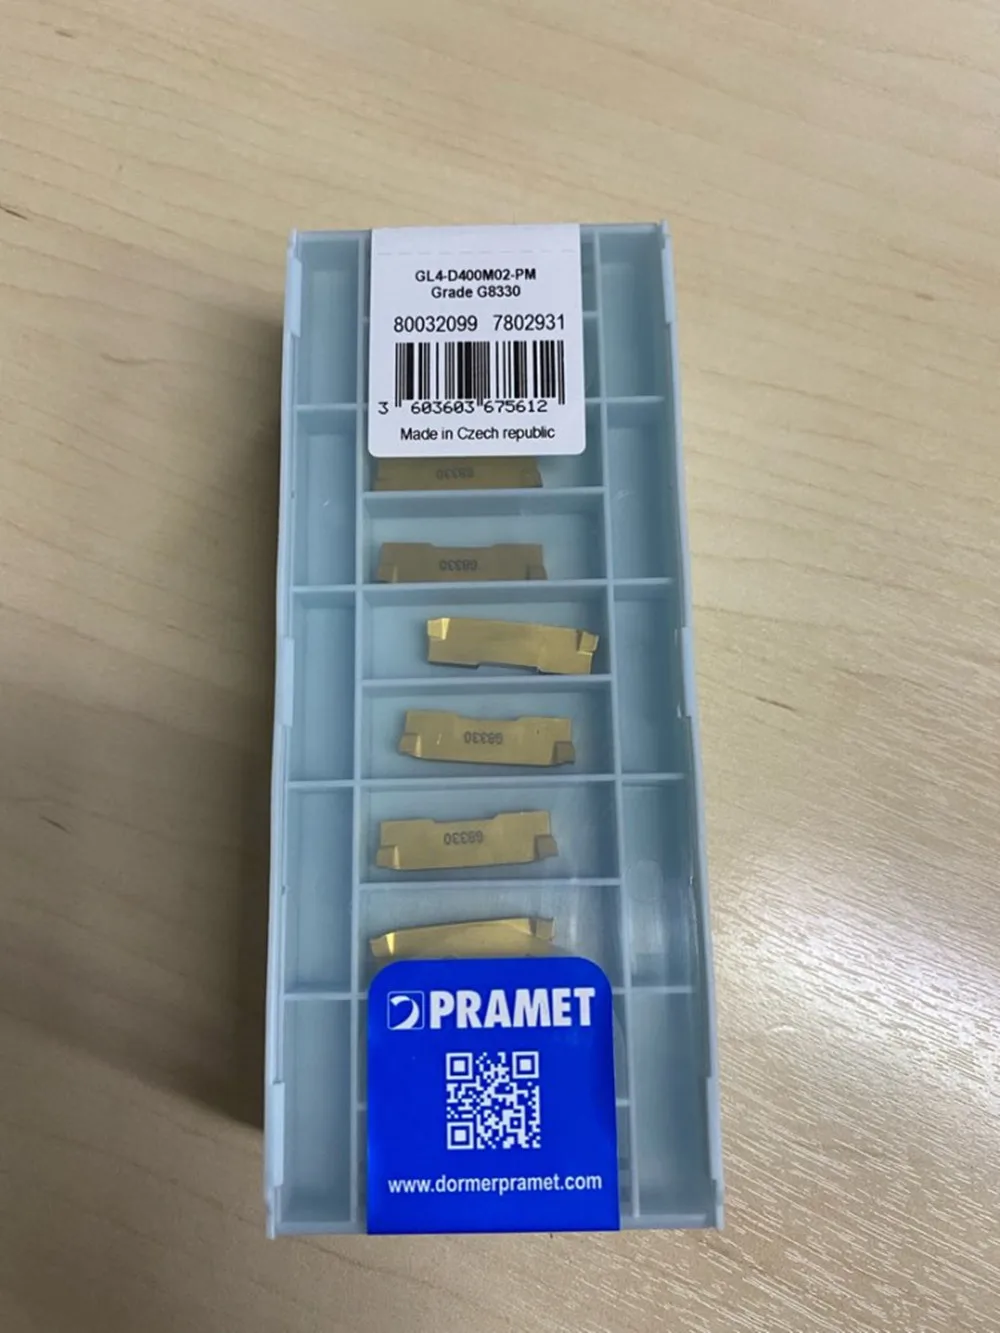 GL4-D400M02-PM
Grade G8330
80032099 7802931
3 603603 675612
Made in Czech republic
G8330
G8330
G8330
G8330
PRAMET
www.dormerpramet.com